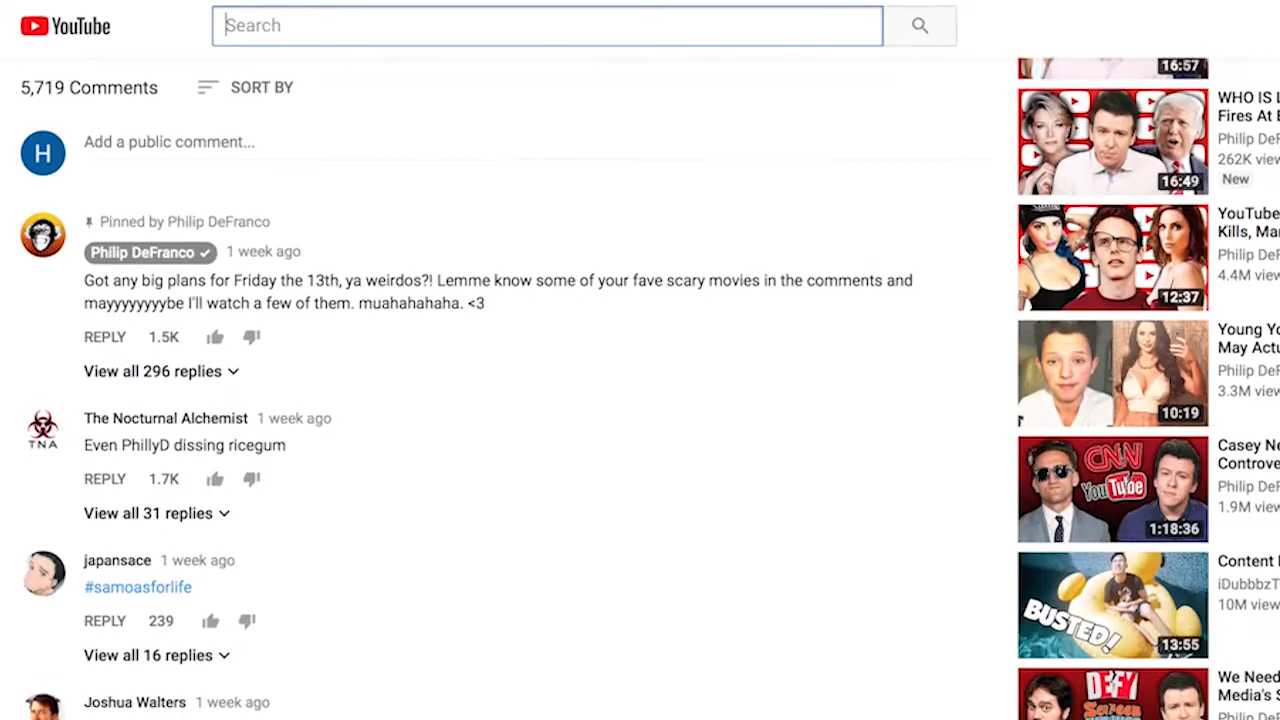 YouTube
Search
5,719 Comments
SORT BY
H
Add a public comment...
Pinned by Philip DeFranco
Philip DeFranco
1 week ago
Got any big plans for Friday the 13th, ya weirdos?! Lemme know some of your fave scary movies in the comments and
mayyyyyyyybe I'll watch a few of them. muahahahaha. <3
REPLY 1.5K
View all 296 replies
TNA
The Nocturnal Alchemist 1 week ago
Even PhillyD dissing ricegum
REPLY 1.7K
View all 31 replies
japansace 1 week ago
#samoasforlife
REPLY 239
View all 16 replies
Joshua Walters 1 week ago
16:57
16:49
WHO IS L
Fires At E
Philip DeF
262K view
New
12:37
YouTube
Kills, Mar
Philip DeF
4.4M view
10:19
Young Yo
May Actu
Philip DeF
3.3M view
CNN
YouTube
1:18:36
Casey Ne
Controve
Philip DeF
1.9M view
BUSTED!
13:55
Content
iDubbbzT
10M view
DEFY
Screen
We Need
Media's S
Philip DeF